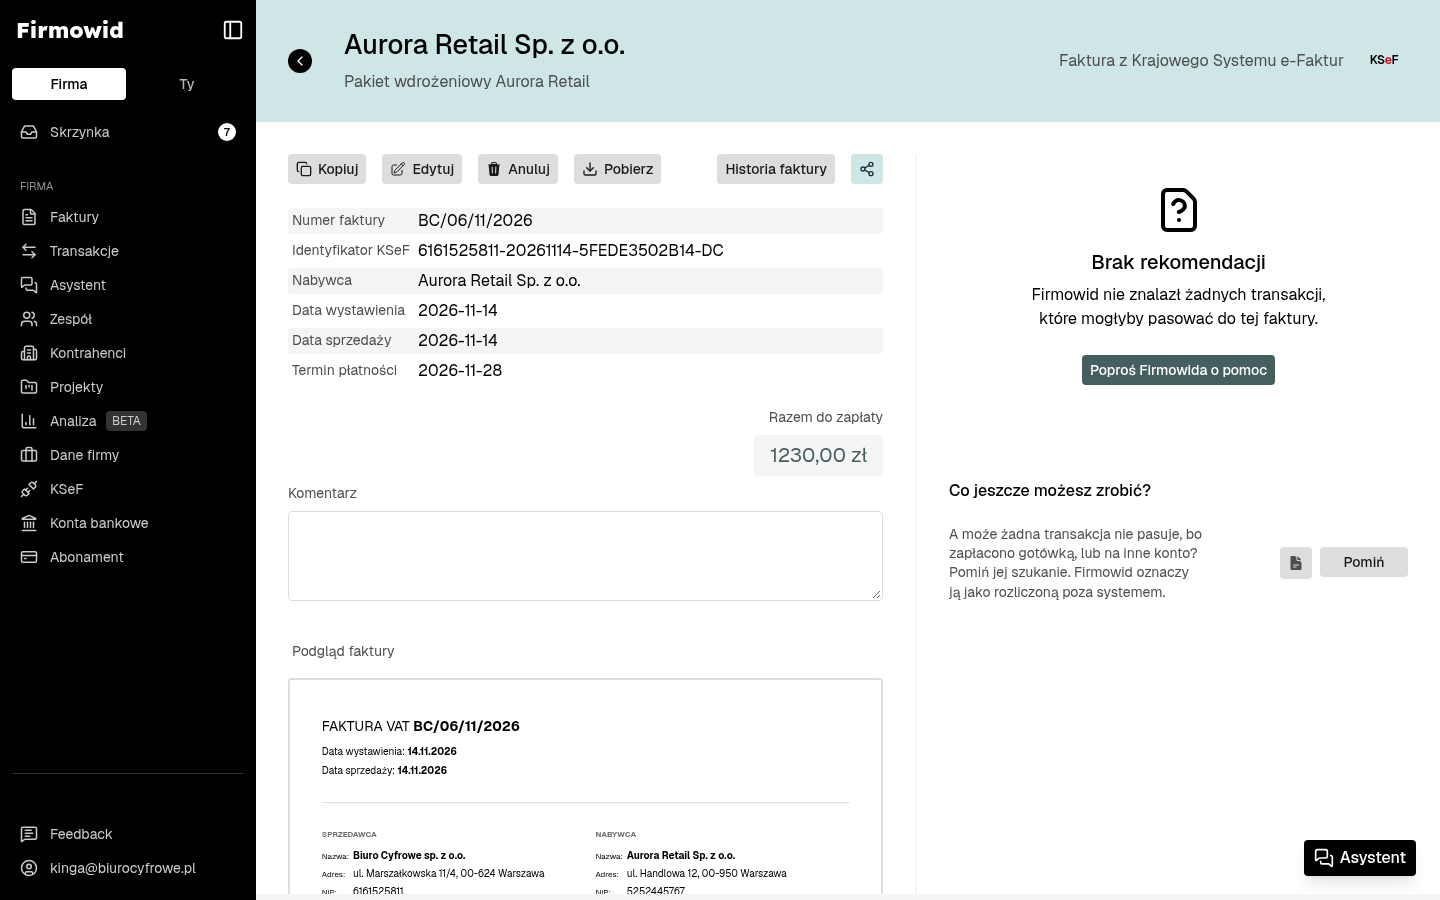 Firmowid
Firma
Ty
Skrzynka
7
FIRMA
Faktury
Transakcje
Asystent
Zespół
Kontrahenci
Projekty
Analiza
BETA
Dane firmy
KSeF
Konta bankowe
Abonament
Feedback
kinga@biurocyfrowe.pl
Aurora Retail Sp. z o.o.
Pakiet wdrożeniowy Aurora Retail
Faktura z Krajowego Systemu e-Faktur
KSeF
Kopiuj
Edytuj
Anuluj
Pobierz
Historia faktury
Numer faktury BC/06/11/2026
Identyfikator KSeF 6161525811-20261114-5FEDE3502B14-DC
Nabywca Aurora Retail Sp. z o.o.
Data wystawienia 2026-11-14
Data sprzedaży 2026-11-14
Termin płatności 2026-11-28
Razem do zapłaty
1230,00 zł
Komentarz
Podgląd faktury
FAKTURA VAT BC/06/11/2026
Data wystawienia: 14.11.2026
Data sprzedaży: 14.11.2026
SPRZEDAWCA
Nazwa: Biuro Cyfrowe sp. z o.o.
Adres: ul. Marszałkowska 11/4, 00-624 Warszawa
NIP: 6161525811
NABYWCA
Nazwa: Aurora Retail Sp. z o.o.
Adres: ul. Handlowa 12, 00-950 Warszawa
NIP: 5252445767
Brak rekomendacji
Firmowid nie znalazł żadnych transakcji,
które mogłyby pasować do tej faktury.
Poproś Firmowida o pomoc
Co jeszcze możesz zrobić?
A może żadna transakcja nie pasuje, bo
zapłacono gotówką, lub na inne konto?
Pomiń jej szukanie. Firmowid oznaczy
ją jako rozliczoną poza systemem.
Pomiń
Asystent